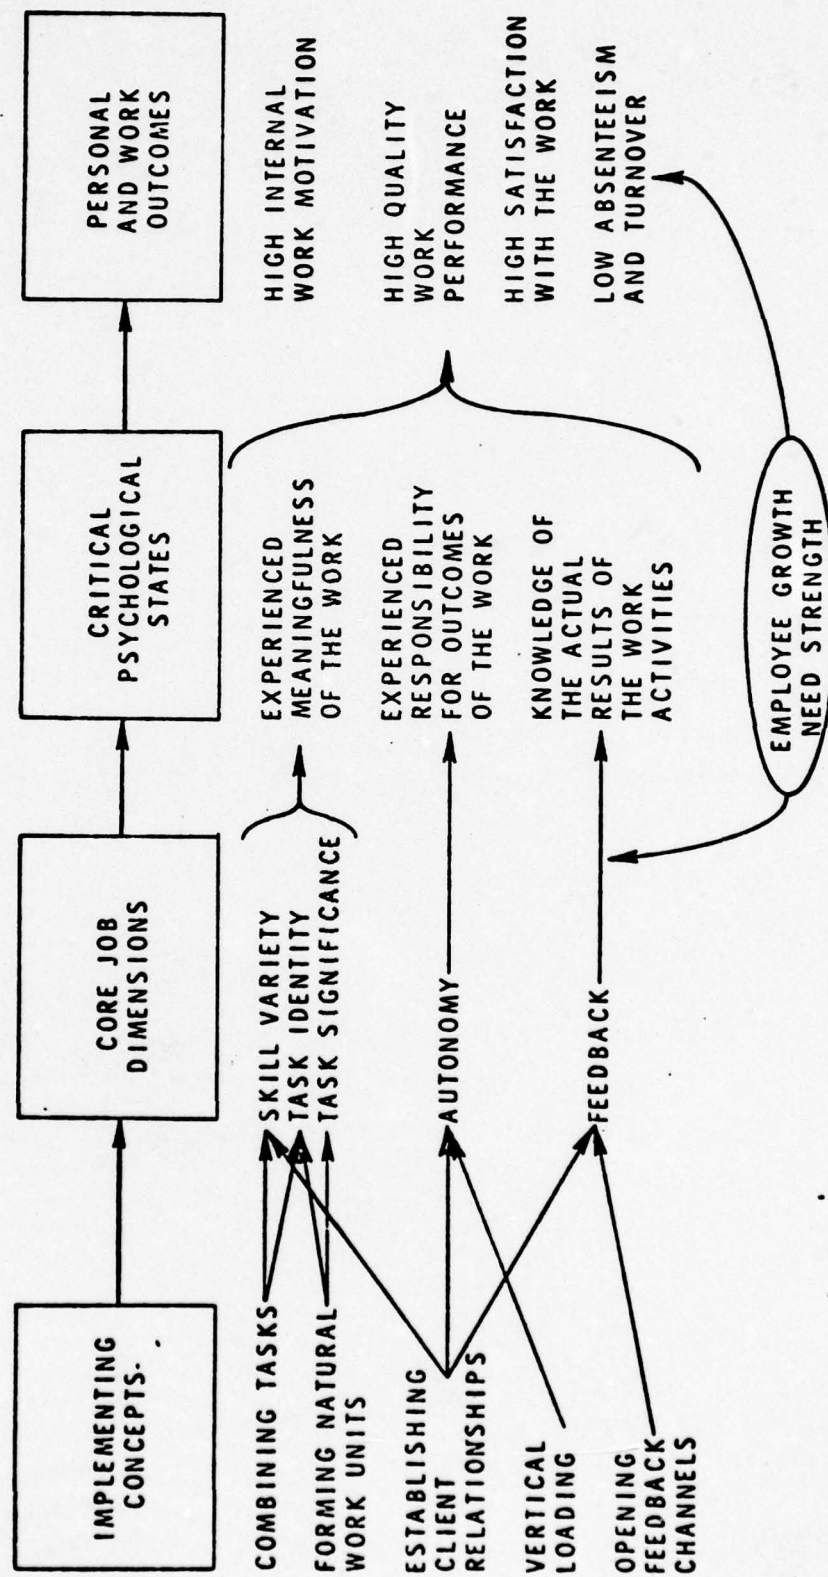 IMPLEMENTING
CONCEPTS
CORE JOB
DIMENSIONS
CRITICAL
PSYCHOLOGICAL
STATES
PERSONAL
AND WORK
OUTCOMES
COMBINING TASKS
FORMING NATURAL
WORK UNITS
ESTABLISHING
CLIENT
RELATIONSHIPS
VERTICAL
LOADING
OPENING
FEEDBACK
CHANNELS
SKILL VARIETY
TASK IDENTITY
TASK SIGNIFICANCE
AUTONOMY
FEEDBACK
EXPERIENCED
MEANINGFULNESS
OF THE WORK
EXPERIENCED
RESPONSIBILITY
FOR OUTCOMES
OF THE WORK
KNOWLEDGE OF
THE ACTUAL
RESULTS OF
THE WORK
ACTIVITIES
HIGH INTERNAL
WORK MOTIVATION
HIGH QUALITY
WORK
PERFORMANCE
HIGH SATISFACTION
WITH THE WORK
LOW ABSENTEEISM
AND TURNOVER
EMPLOYEE GROWTH
NEED STRENGTH